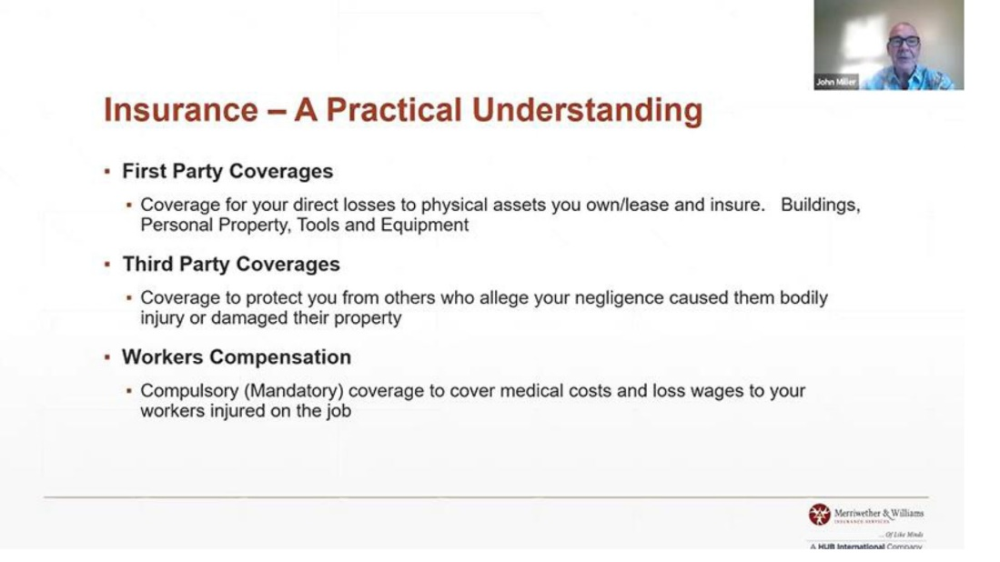 John Miller
Insurance – A Practical Understanding
▪ First Party Coverages
▪ Coverage for your direct losses to physical assets you own/lease and insure. Buildings,
Personal Property, Tools and Equipment
▪ Third Party Coverages
▪ Coverage to protect you from others who allege your negligence caused them bodily
injury or damaged their property
▪ Workers Compensation
▪ Compulsory (Mandatory) coverage to cover medical costs and loss wages to your
workers injured on the job
Merriwether & Williams
INSURANCE SERVICES
...Of Like Minds
A HUB International Company